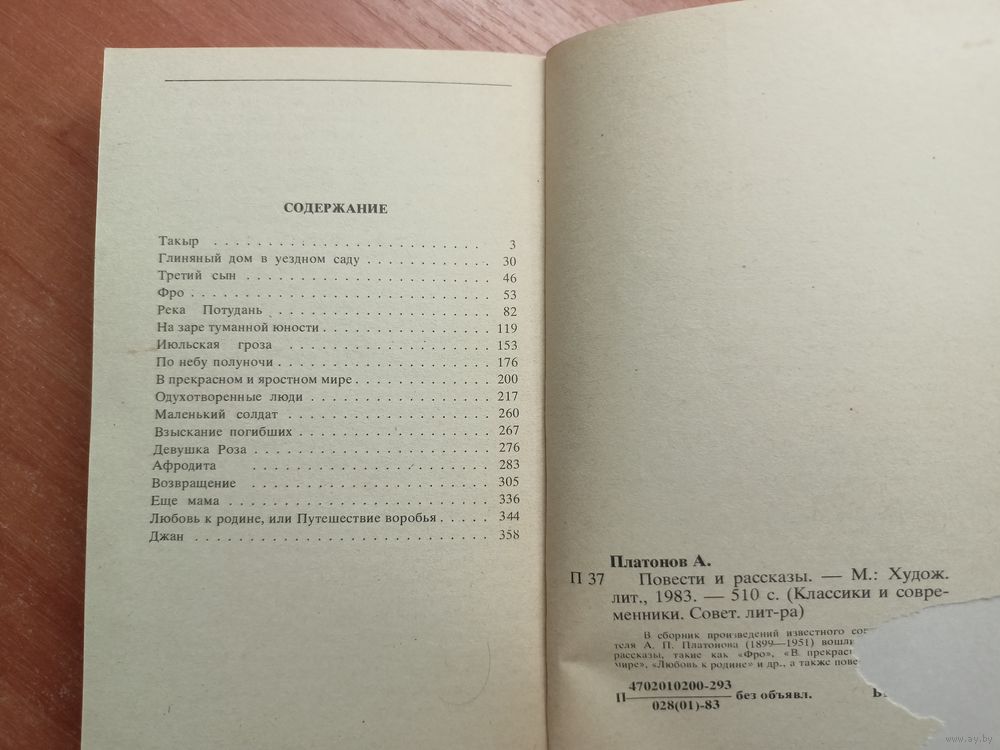 СОДЕРЖАНИЕ
Такыр . . . . . . . . . . . . . . . . . . . . . . . . 3
Глиняный дом в уездном саду . . . . . . . . . . . 30
Третий сын . . . . . . . . . . . . . . . . . . . . . . 46
Фро . . . . . . . . . . . . . . . . . . . . . . . . . . 53
Река Потудань . . . . . . . . . . . . . . . . . . . . 82
На заре туманной юности . . . . . . . . . . . . . . . 119
Июльская гроза . . . . . . . . . . . . . . . . . . . 153
По небу полуночи . . . . . . . . . . . . . . . . . . . 176
В прекрасном и яростном мире . . . . . . . . . . . . 200
Одухотворенные люди . . . . . . . . . . . . . . . . 217
Маленький солдат . . . . . . . . . . . . . . . . . . 260
Взыскание погибших . . . . . . . . . . . . . . . . . 267
Девушка Роза . . . . . . . . . . . . . . . . . . . . . 276
Афродита . . . . . . . . . . . . . . . . . . . . . 283
Возвращение . . . . . . . . . . . . . . . . . . . . . 305
Еще мама . . . . . . . . . . . . . . . . . . . . . . . 336
Любовь к родине, или Путешествие воробья . . . . . 344
Джан . . . . . . . . . . . . . . . . . . . . . . . . . . 358
Платонов А.
П 37 Повести и рассказы. — М.: Худож.
лит., 1983. — 510 с. (Классики и совре-
менники. Совет. лит-ра)
В сборник произведений известного
теля А. П. Платонова (1899—1951) вошли
рассказы, такие как «Фро», «В
мире», «Любовь к родине» и др., а также
П 4702010200-293 без объявл.
028(01)-83
www.ay.by